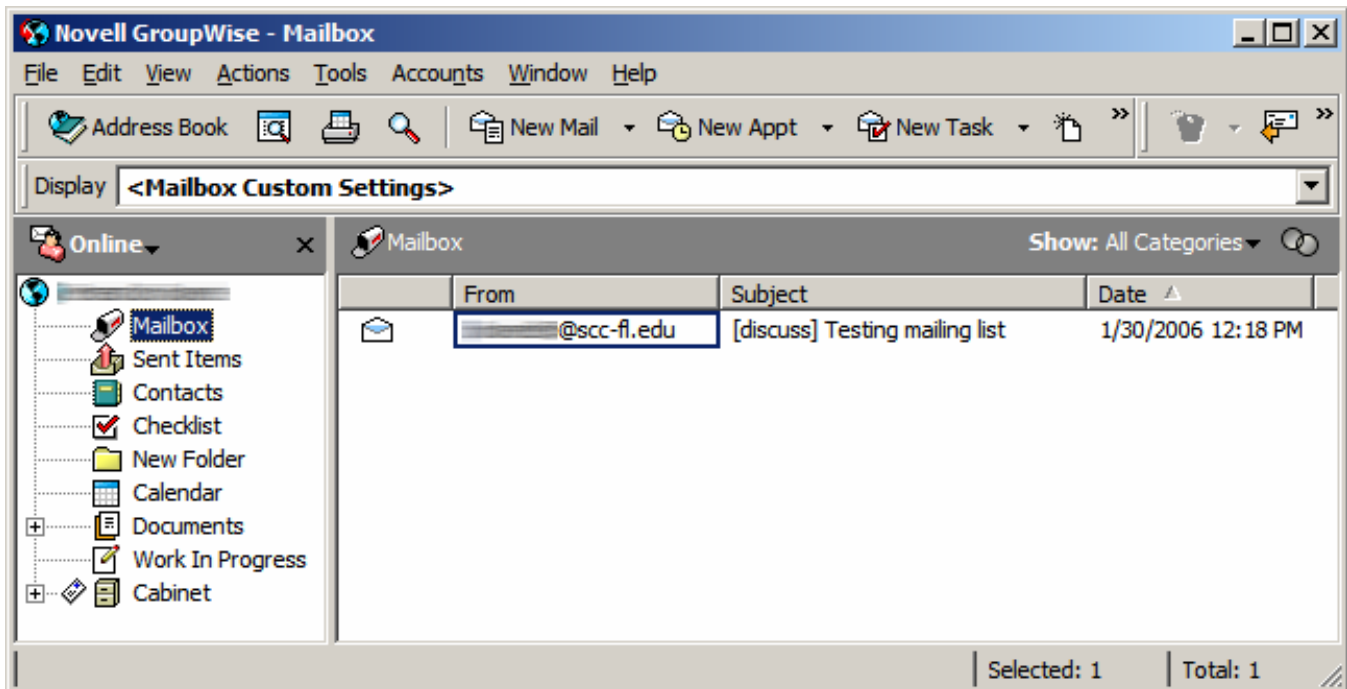 Novell GroupWise - Mailbox
File Edit View Actions Tools Accounts Window Help
Address Book New Mail New Appt New Task » »
Display <Mailbox Custom Settings>
Online Mailbox Show: All Categories
From Subject Date
@scc-fl.edu [discuss] Testing mailing list 1/30/2006 12:18 PM
Mailbox
Sent Items
Contacts
Checklist
New Folder
Calendar
Documents
Work In Progress
Cabinet
Selected: 1 Total: 1